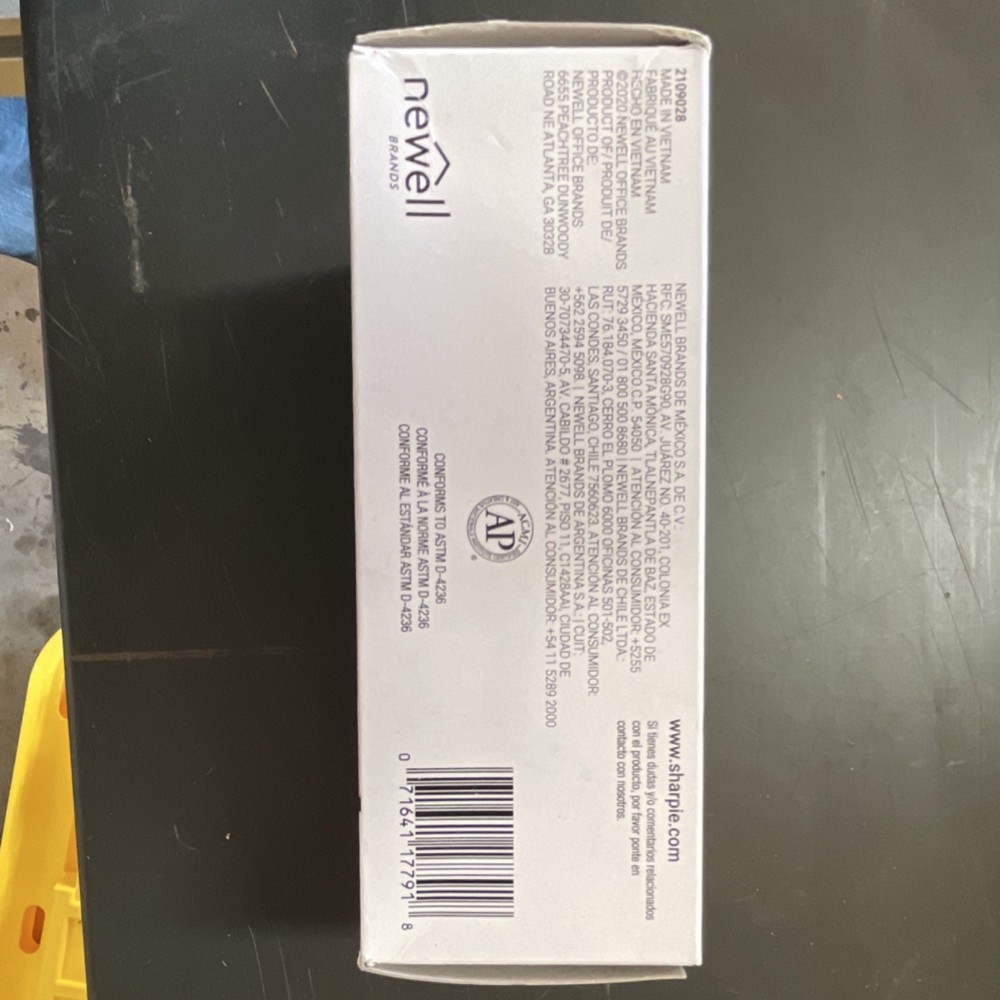 2109028
MADE IN VIETNAM
FABRIQUÉ AU VIETNAM
HECHO EN VIETNAM
©2020 NEWELL OFFICE BRANDS
PRODUCT OF/ PRODUIT DE/
PRODUCTO DE:
NEWELL OFFICE BRANDS
6655 PEACHTREE DUNWOODY
ROAD NE ATLANTA, GA 30328
newell
BRANDS
NEWELL BRANDS DE MÉXICO S.A. DE C.V.:
RFC: SME570928G90, AV. JUÁREZ NO. 40-201, COLONIA EX
HACIENDA SANTA MÓNICA, TLALNEPANTLA DE BAZ, ESTADO DE
MÉXICO, MÉXICO C.P. 54050 | ATENCIÓN AL CONSUMIDOR: +5255
5729 3450 / 01 800 500 8680 | NEWELL BRANDS DE CHILE LTDA.:
RUT: 76.184.070-3, CERRO EL PLOMO 6000 OFICINAS 501-502,
LAS CONDES, SANTIAGO, CHILE 7560623. ATENCIÓN AL CONSUMIDOR:
+562 2594 5098. | NEWELL BRANDS DE ARGENTINA S.A.: | CUIT:
30-70734470-5, AV. CABILDO # 2677, PISO 11, C1428AAI, CIUDAD DE
BUENOS AIRES, ARGENTINA. ATENCIÓN AL CONSUMIDOR: +54 11 5289 2000
ACMI
AP
®
CONFORMS TO ASTM D-4236
CONFORMÉ À LA NORME ASTM D-4236
CONFORME AL ESTÁNDAR ASTM D-4236
www.sharpie.com
Si tienes dudas y/o comentarios relacionados
con el producto, por favor ponte en
contacto con nosotros.
0 71641 17791 8